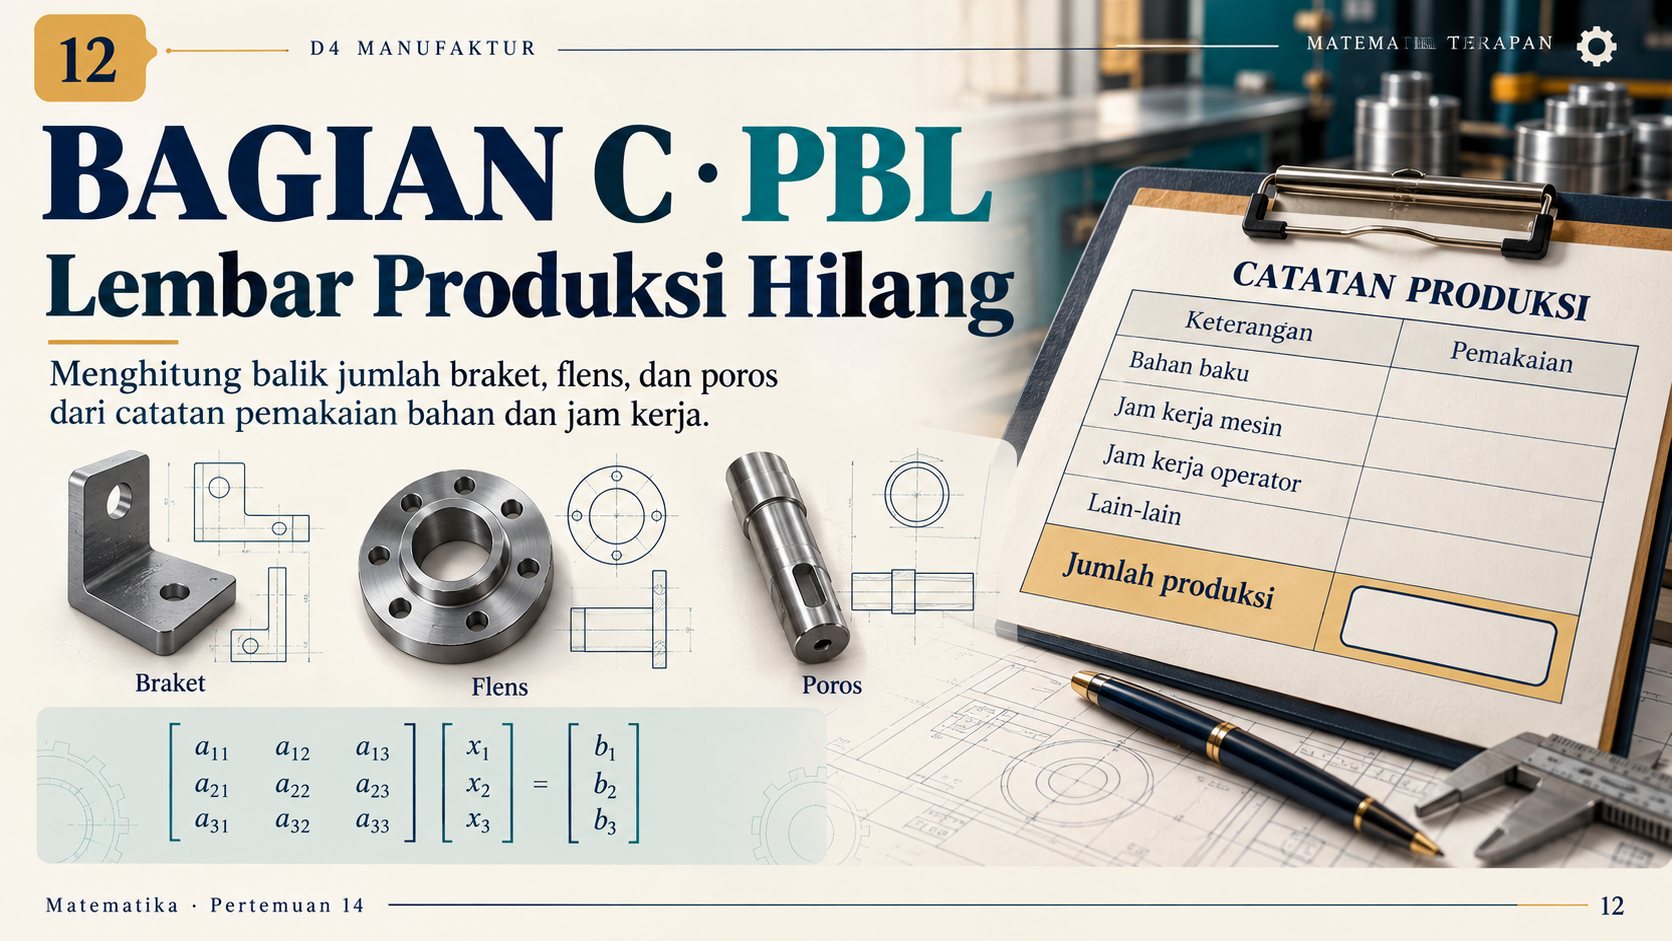 12
D4 MANUFAKTUR
TERAPAN
BAGIAN C · PBL
Lembar Produksi Hilang
Menghitung balik jumlah braket, flens, dan poros
dari catatan pemakaian bahan dan jam kerja.
Braket
Flens
Poros
a11 a12 a13 x1 b1
a21 a22 a23 x2 = b2
a31 a32 a33 x3 b3
CATATAN PRODUKSI
Keterangan Pemakaian
Bahan baku
Jam kerja mesin
Jam kerja operator
Lain-lain
Jumlah produksi
Matematika · Pertemuan 14
12